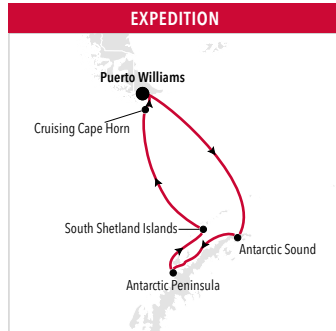 EXPEDITION
Puerto Williams
Cruising Cape Horn
South Shetland Islands
Antarctic Sound
Antarctic Peninsula